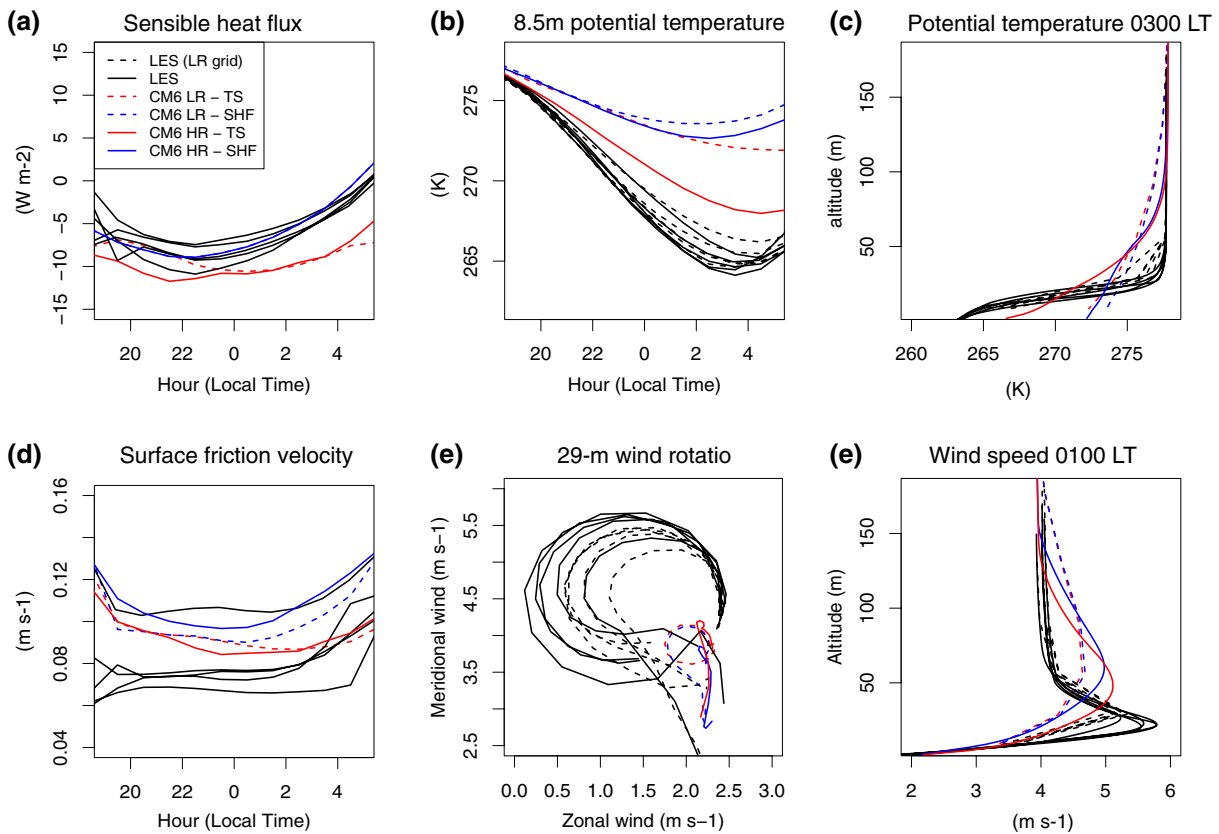 (a) Sensible heat flux
(b) 8.5m potential temperature
(c) Potential temperature 0300 LT
(W m-2)
15
10
5
0
−5
−10
−15
LES (LR grid)
LES
CM6 LR − TS
CM6 LR − SHF
CM6 HR − TS
CM6 HR − SHF
20 22 0 2 4
Hour (Local Time)
(K)
275
270
265
20 22 0 2 4
Hour (Local Time)
altitude (m)
150
100
50
260 265 270 275
(K)
(d) Surface friction velocity
(e) 29-m wind rotatio
(e) Wind speed 0100 LT
(m s-1)
0.16
0.12
0.08
0.04
20 22 0 2 4
Hour (Local Time)
Meridional wind (m s−1)
5.5
4.5
3.5
2.5
0.0 0.5 1.0 1.5 2.0 2.5 3.0
Zonal wind (m s−1)
Altitude (m)
150
100
50
2 3 4 5 6
(m s-1)